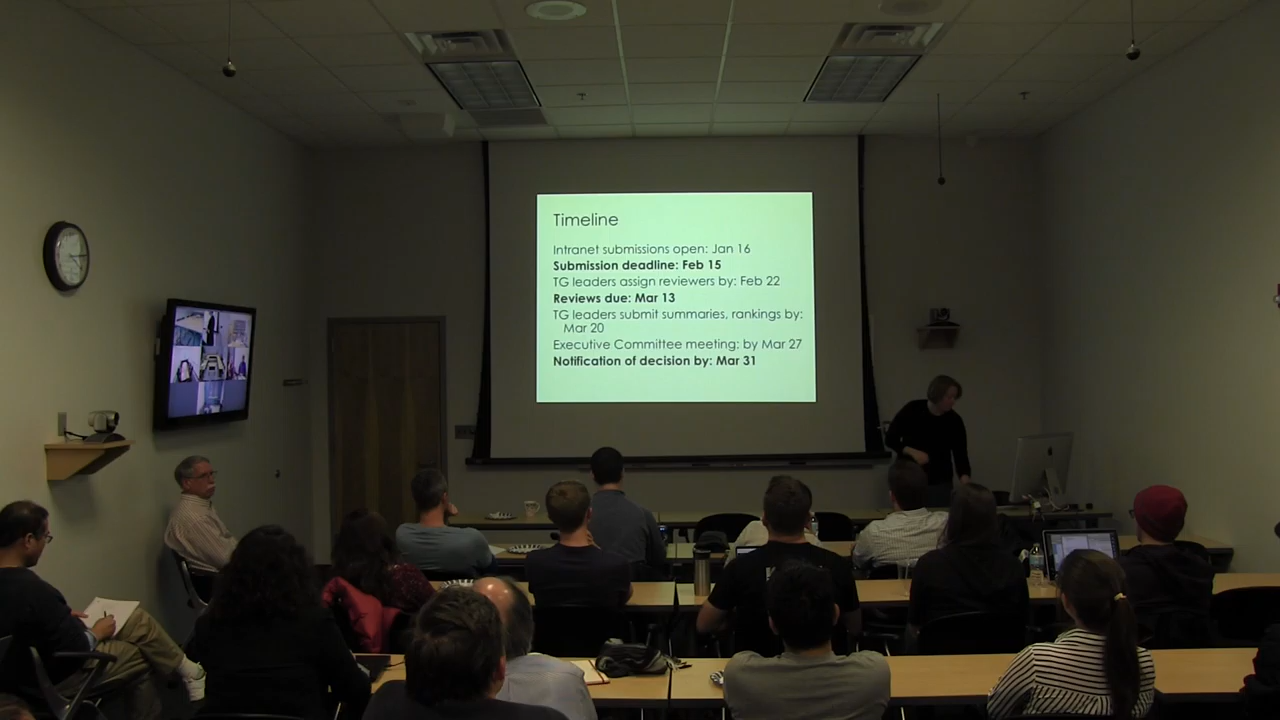 Timeline
Intranet submissions open: Jan 16
Submission deadline: Feb 15
TG leaders assign reviewers by: Feb 22
Reviews due: Mar 13
TG leaders submit summaries, rankings by:
Mar 20
Executive Committee meeting: by Mar 27
Notification of decision by: Mar 31